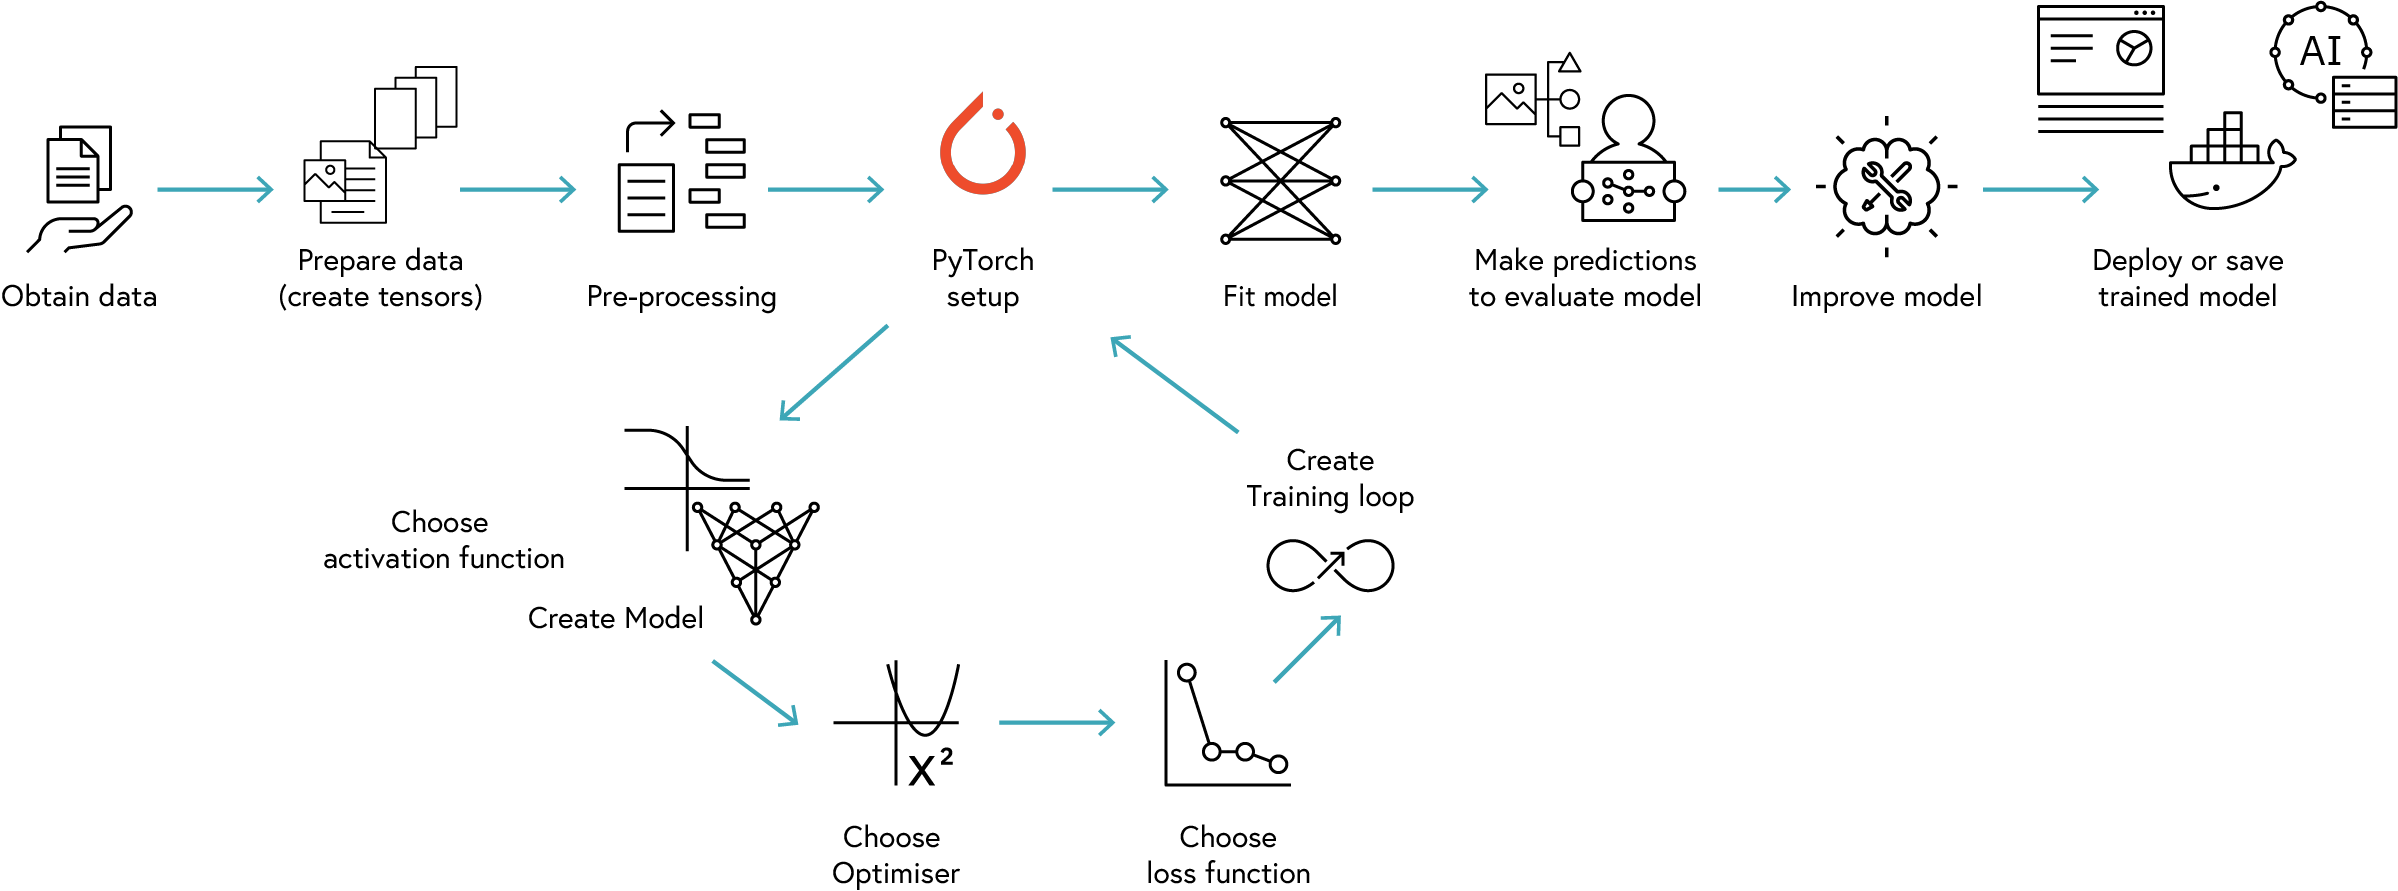 AI
Obtain data
Prepare data
(create tensors)
Pre-processing
PyTorch
setup
Fit model
Make predictions
to evaluate model
Improve model
Deploy or save
trained model
Choose
activation function
Create Model
X²
Choose
Optimiser
Choose
loss function
Create
Training loop